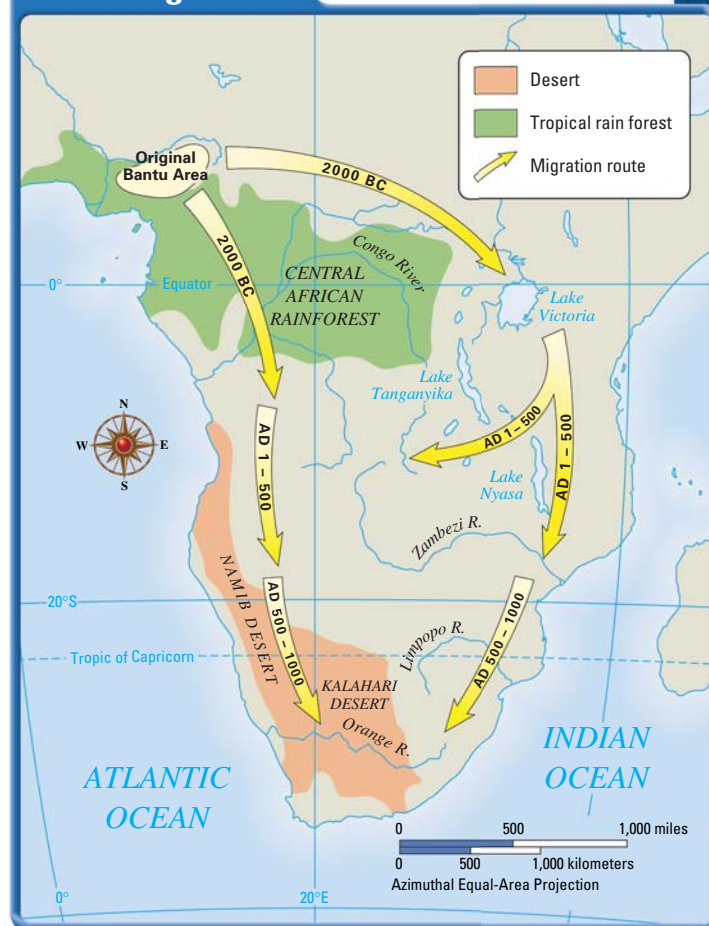 Desert
Tropical rain forest
Migration route
Original
Bantu Area
2000 BC
2000 BC
Congo River
CENTRAL
AFRICAN
RAINFOREST
0°
Equator
Lake
Victoria
Lake
Tanganyika
N
W
E
S
AD 1 – 500
AD 1 – 500
AD 1 – 500
Lake
Nyasa
Zambezi R.
NAMIB DESERT
20°S
AD 500 – 1000
AD 500 – 1000
Limpopo R.
Tropic of Capricorn
KALAHARI
DESERT
Orange R.
ATLANTIC
OCEAN
INDIAN
OCEAN
0 500 1,000 miles
0 500 1,000 kilometers
Azimuthal Equal-Area Projection
0°
20°E